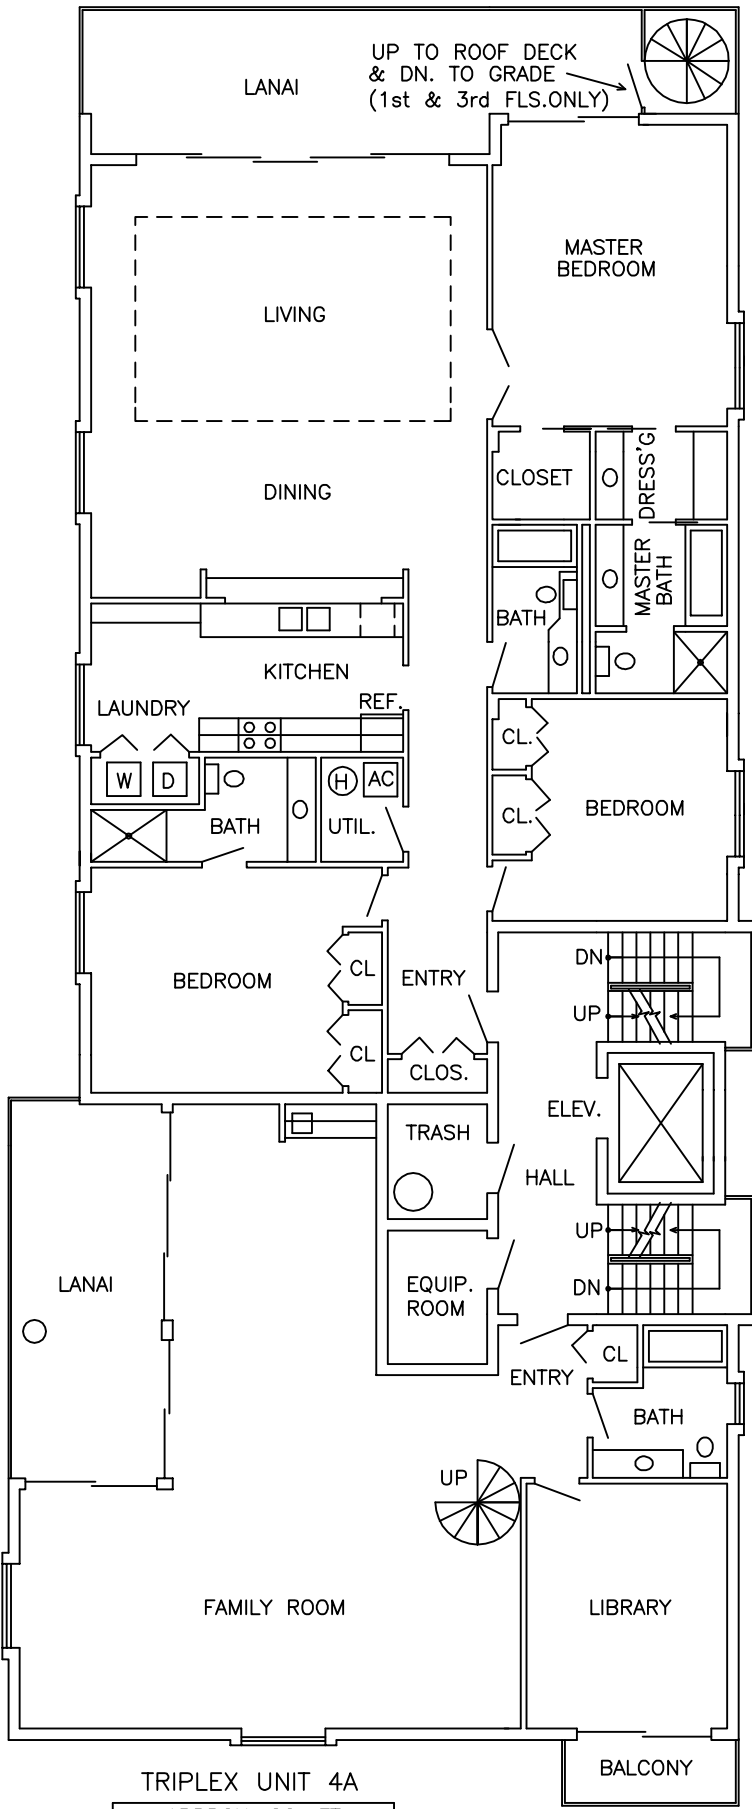 UP TO ROOF DECK
& DN. TO GRADE
(1st & 3rd FLS.ONLY)
LANAI
MASTER
BEDROOM
LIVING
DINING
CLOSET
DRESS'G
MASTER
BATH
BATH
KITCHEN
REF.
LAUNDRY
CL.
W
D
H
AC
BEDROOM
CL.
BATH
UTIL.
DN
CL
ENTRY
BEDROOM
UP
CL
CLOS.
ELEV.
TRASH
HALL
UP
LANAI
EQUIP.
ROOM
DN
CL
ENTRY
BATH
UP
FAMILY ROOM
LIBRARY
BALCONY
TRIPLEX UNIT 4A